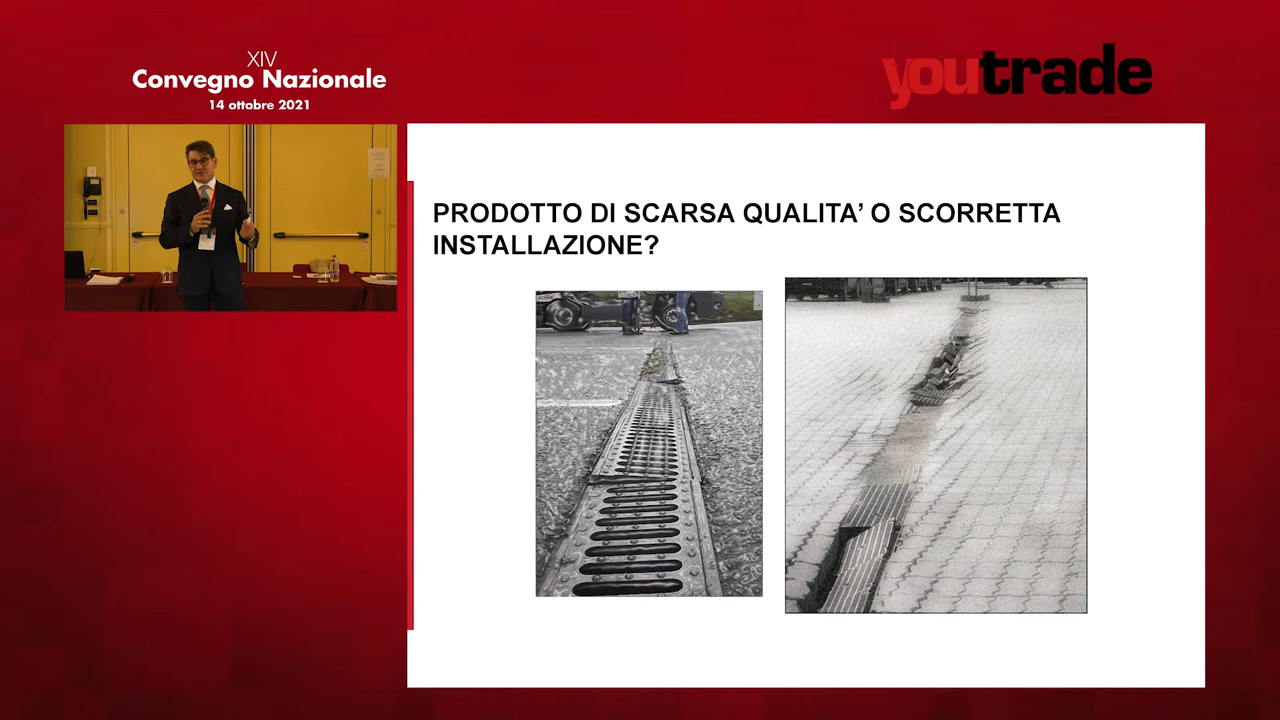 XIV
Convegno Nazionale
14 ottobre 2021
youtrade
PRODOTTO DI SCARSA QUALITA’ O SCORRETTA
INSTALLAZIONE?